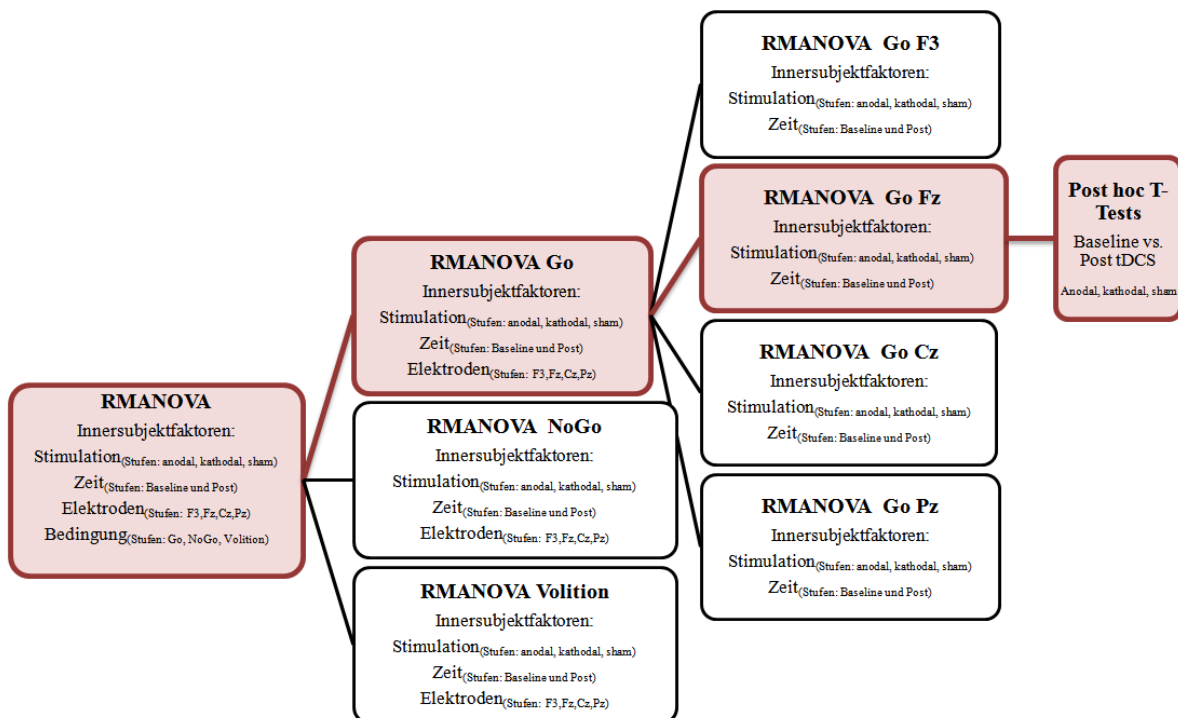 RMANOVA
Innersubjektfaktoren:
Stimulation(Stufen: anodal, kathodal, sham)
Zeit(Stufen: Baseline und Post)
Elektroden(Stufen: F3,Fz,Cz,Pz)
Bedingung(Stufen: Go, NoGo, Volition)
RMANOVA Go
Innersubjektfaktoren:
Stimulation(Stufen: anodal, kathodal, sham)
Zeit(Stufen: Baseline und Post)
Elektroden(Stufen: F3,Fz,Cz,Pz)
RMANOVA NoGo
Innersubjektfaktoren:
Stimulation(Stufen: anodal, kathodal, sham)
Zeit(Stufen: Baseline und Post)
Elektroden(Stufen: F3,Fz,Cz,Pz)
RMANOVA Volition
Innersubjektfaktoren:
Stimulation(Stufen: anodal, kathodal, sham)
Zeit(Stufen: Baseline und Post)
Elektroden(Stufen: F3,Fz,Cz,Pz)
RMANOVA Go F3
Innersubjektfaktoren:
Stimulation(Stufen: anodal, kathodal, sham)
Zeit(Stufen: Baseline und Post)
RMANOVA Go Fz
Innersubjektfaktoren:
Stimulation(Stufen: anodal, kathodal, sham)
Zeit(Stufen: Baseline und Post)
RMANOVA Go Cz
Innersubjektfaktoren:
Stimulation(Stufen: anodal, kathodal, sham)
Zeit(Stufen: Baseline und Post)
RMANOVA Go Pz
Innersubjektfaktoren:
Stimulation(Stufen: anodal, kathodal, sham)
Zeit(Stufen: Baseline und Post)
Post hoc T-
Tests
Baseline vs.
Post tDCS
Anodal, kathodal, sham